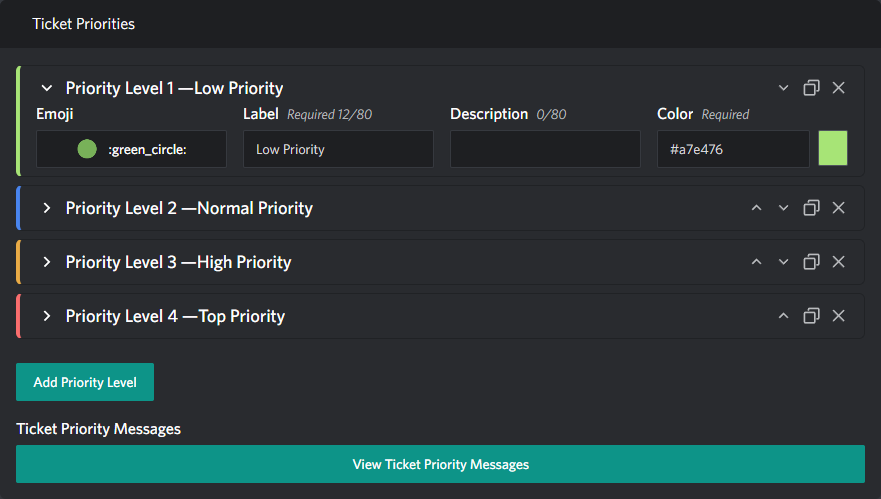 Ticket Priorities
Priority Level 1 —Low Priority
Emoji Label Required 12/80 Description 0/80 Color Required
:green_circle: Low Priority #a7e476
Priority Level 2 —Normal Priority
Priority Level 3 —High Priority
Priority Level 4 —Top Priority
Add Priority Level
Ticket Priority Messages
View Ticket Priority Messages